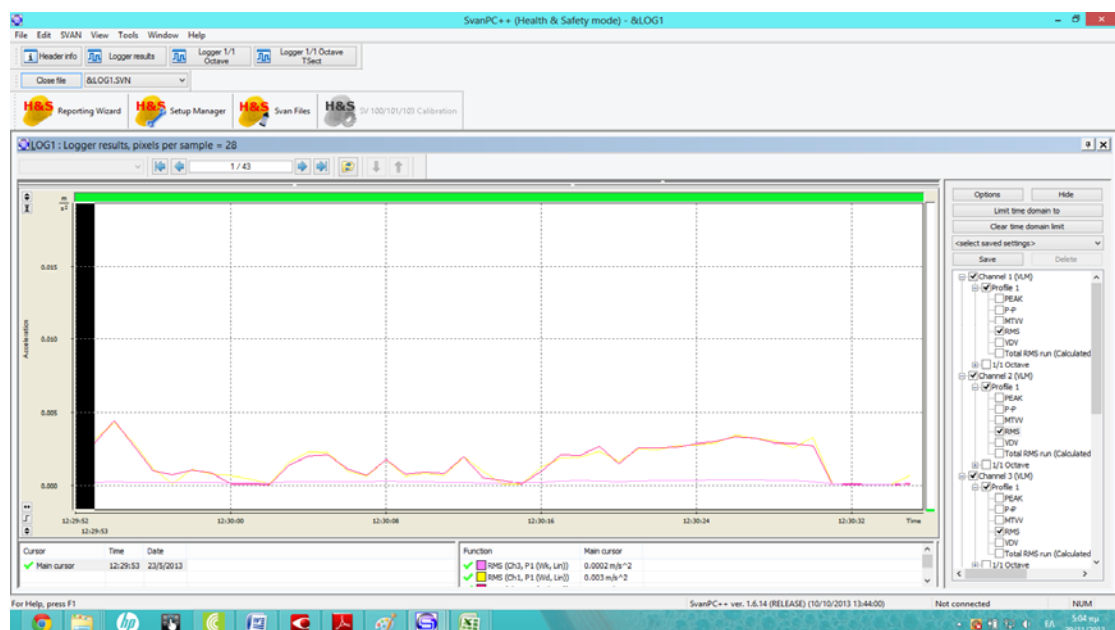 SvanPC++ (Health & Safety mode) - &LOG1
File Edit SVAN View Tools Window Help
Header info Logger results Logger 1/1 Octave Logger 1/1 Octave TSect
Close file &LOG1.SVN
H&S Reporting Wizard H&S Setup Manager H&S Svan Files H&S SV 100/101/103 Calibration
LOG1 : Logger results, pixels per sample = 28
1 / 43
Options Hide
Limit time domain to
Clear time domain limit
<select saved settings>
Save Delete
Channel 1 (VLM)
Profile 1
PEAK
P-P
MTVV
RMS
VDV
Total RMS run (Calculated
1/1 Octave
Channel 2 (VLM)
Profile 1
PEAK
P-P
MTVV
RMS
VDV
Total RMS run (Calculated
1/1 Octave
Channel 3 (VLM)
Profile 1
PEAK
P-P
MTVV
RMS
VDV
Total RMS run (Calculated
1/1 Octave
m
s²
0.015
0.010
0.005
0.000
Acceleration
12:29:52 12:30:00 12:30:08 12:30:16 12:30:24 12:30:32 Time
12:29:53
Cursor Time Date
Main cursor 12:29:53 23/5/2013
Function Main cursor
RMS (Ch3, P1 (Wk, Lin)) 0.0002 m/s^2
RMS (Ch1, P1 (Wd, Lin)) 0.003 m/s^2
For Help, press F1
SvanPC++ ver. 1.6.14 (RELEASE) (10/10/2013 13:44:00) Not connected NUM
hp
ΕΛ 5:04 μμ